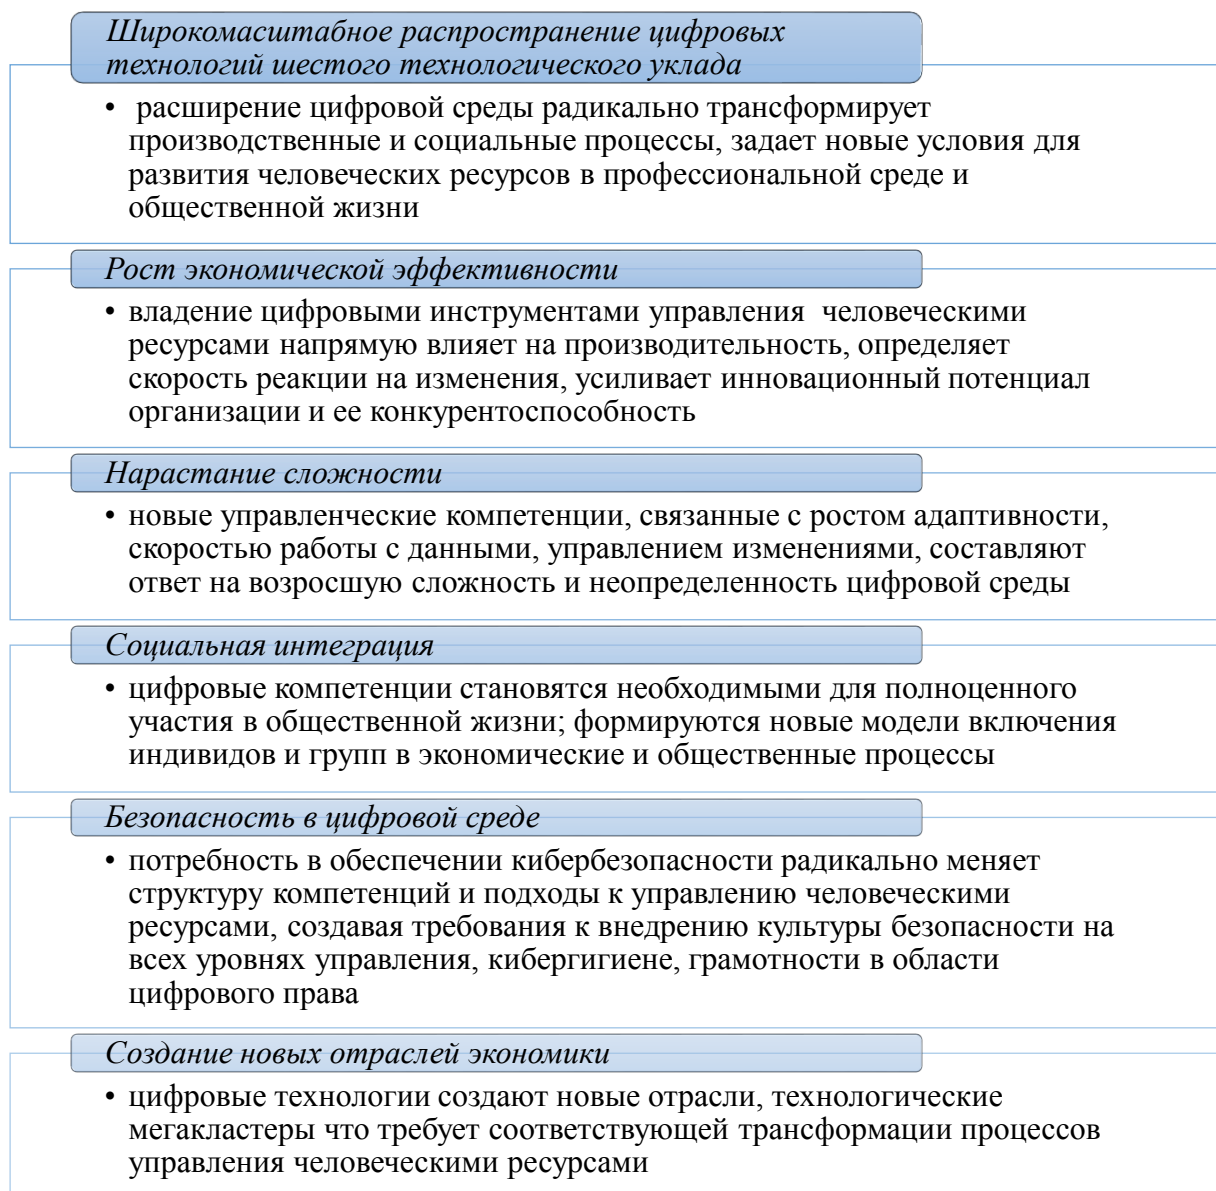 Широкомасштабное распространение цифровых
технологий шестого технологического уклада
• расширение цифровой среды радикально трансформирует
производственные и социальные процессы, задает новые условия для
развития человеческих ресурсов в профессиональной среде и
общественной жизни
Рост экономической эффективности
• владение цифровыми инструментами управления человеческими
ресурсами напрямую влияет на производительность, определяет
скорость реакции на изменения, усиливает инновационный потенциал
организации и ее конкурентоспособность
Нарастание сложности
• новые управленческие компетенции, связанные с ростом адаптивности,
скоростью работы с данными, управлением изменениями, составляют
ответ на возросшую сложность и неопределенность цифровой среды
Социальная интеграция
• цифровые компетенции становятся необходимыми для полноценного
участия в общественной жизни; формируются новые модели включения
индивидов и групп в экономические и общественные процессы
Безопасность в цифровой среде
• потребность в обеспечении кибербезопасности радикально меняет
структуру компетенций и подходы к управлению человеческими
ресурсами, создавая требования к внедрению культуры безопасности на
всех уровнях управления, кибергигиене, грамотности в области
цифрового права
Создание новых отраслей экономики
• цифровые технологии создают новые отрасли, технологические
мегакластеры что требует соответствующей трансформации процессов
управления человеческими ресурсами